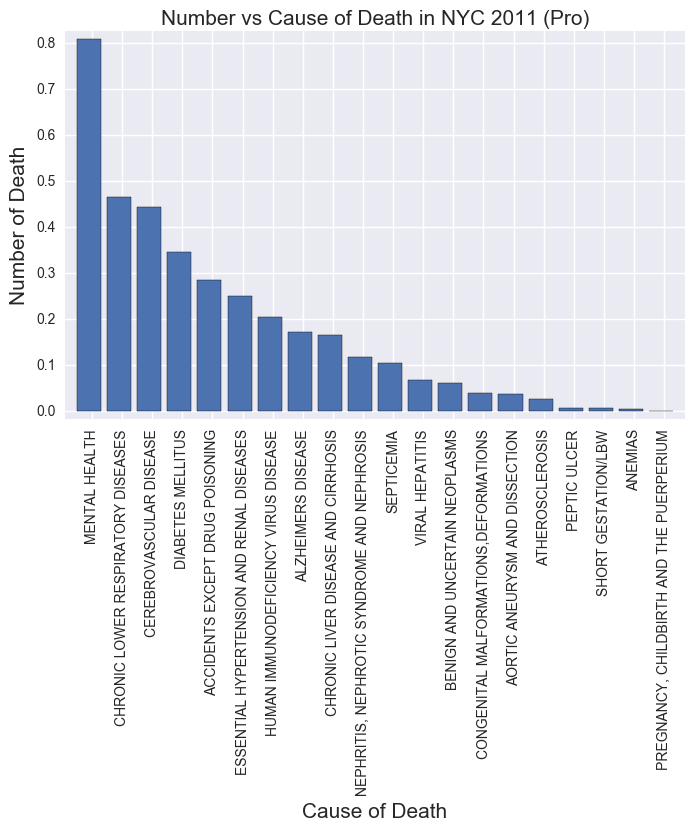 Number vs Cause of Death in NYC 2011 (Pro)
Number of Death
0.8
0.7
0.6
0.5
0.4
0.3
0.2
0.1
0.0
MENTAL HEALTH
CHRONIC LOWER RESPIRATORY DISEASES
CEREBROVASCULAR DISEASE
DIABETES MELLITUS
ACCIDENTS EXCEPT DRUG POISONING
ESSENTIAL HYPERTENSION AND RENAL DISEASES
HUMAN IMMUNODEFICIENCY VIRUS DISEASE
ALZHEIMERS DISEASE
CHRONIC LIVER DISEASE AND CIRRHOSIS
NEPHRITIS, NEPHROTIC SYNDROME AND NEPHROSIS
SEPTICEMIA
VIRAL HEPATITIS
BENIGN AND UNCERTAIN NEOPLASMS
CONGENITAL MALFORMATIONS,DEFORMATIONS
AORTIC ANEURYSM AND DISSECTION
ATHEROSCLEROSIS
PEPTIC ULCER
SHORT GESTATION/LBW
ANEMIAS
PREGNANCY, CHILDBIRTH AND THE PUERPERIUM
Cause of Death